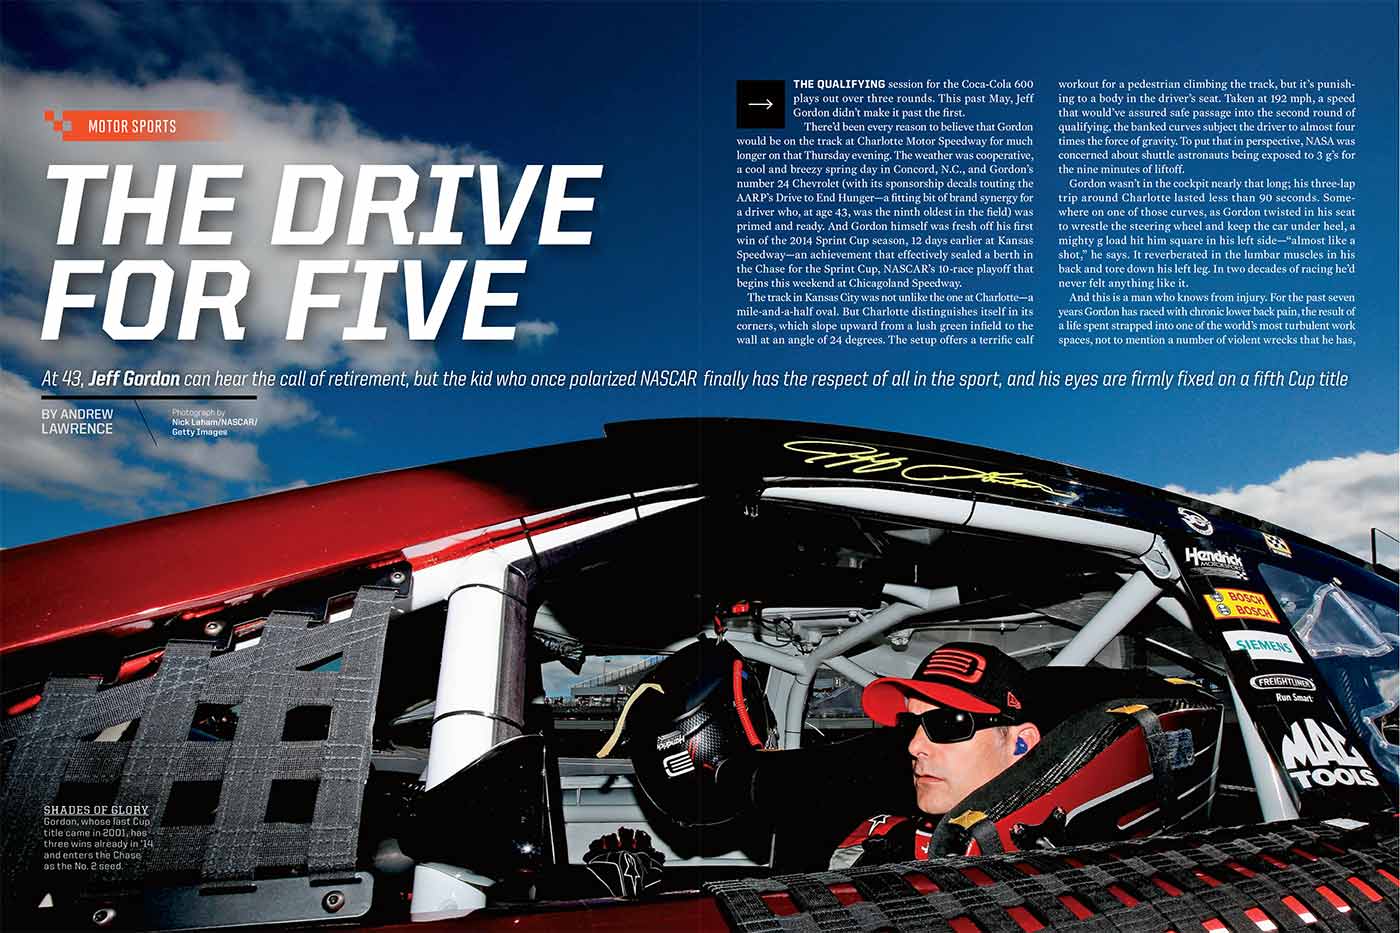 MOTOR SPORTS
THE DRIVE
FOR FIVE
At 43, Jeff Gordon can hear the call of retirement, but the kid who once polarized NASCAR finally has the respect of all in the sport, and his eyes are firmly fixed on a fifth Cup title
BY ANDREW
LAWRENCE
Photograph by
Nick Laham/NASCAR/
Getty Images
THE QUALIFYING session for the Coca-Cola 600
plays out over three rounds. This past May, Jeff
Gordon didn't make it past the first.
There'd been every reason to believe that Gordon
would be on the track at Charlotte Motor Speedway for much
longer on that Thursday evening. The weather was cooperative,
a cool and breezy spring day in Concord, N.C., and Gordon's
number 24 Chevrolet (with its sponsorship decals touting the
AARP's Drive to End Hunger—a fitting bit of brand synergy for
a driver who, at age 43, was the ninth oldest in the field) was
primed and ready. And Gordon himself was fresh off his first
win of the 2014 Sprint Cup season, 12 days earlier at Kansas
Speedway—an achievement that effectively sealed a berth in
the Chase for the Sprint Cup, NASCAR's 10-race playoff that
begins this weekend at Chicagoland Speedway.
The track in Kansas City was not unlike the one at Charlotte—a
mile-and-a-half oval. But Charlotte distinguishes itself in its
corners, which slope upward from a lush green infield to the
wall at an angle of 24 degrees. The setup offers a terrific calf
workout for a pedestrian climbing the track, but it's punish-
ing to a body in the driver's seat. Taken at 192 mph, a speed
that would've assured safe passage into the second round of
qualifying, the banked curves subject the driver to almost four
times the force of gravity. To put that in perspective, NASA was
concerned about shuttle astronauts being exposed to 3 g's for
the nine minutes of liftoff.
Gordon wasn't in the cockpit nearly that long; his three-lap
trip around Charlotte lasted less than 90 seconds. Some-
where on one of those curves, as Gordon twisted in his seat
to wrestle the steering wheel and keep the car under heel, a
mighty g load hit him square in his left side—"almost like a
shot," he says. It reverberated in the lumbar muscles in his
back and tore down his left leg. In two decades of racing he'd
never felt anything like it.
And this is a man who knows from injury. For the past seven
years Gordon has raced with chronic lower back pain, the result of
a life spent strapped into one of the world's most turbulent work
spaces, not to mention a number of violent wrecks that he has,
Hendrick
MOTORSPORTS
BOSCH
BOSCH
SIEMENS
FREIGHTLINER
Run Smart
MAC
TOOLS
SHADES OF GLORY
Gordon, whose last Cup
title came in 2001, has
three wins already in '14
and enters the Chase
as the No. 2 seed.